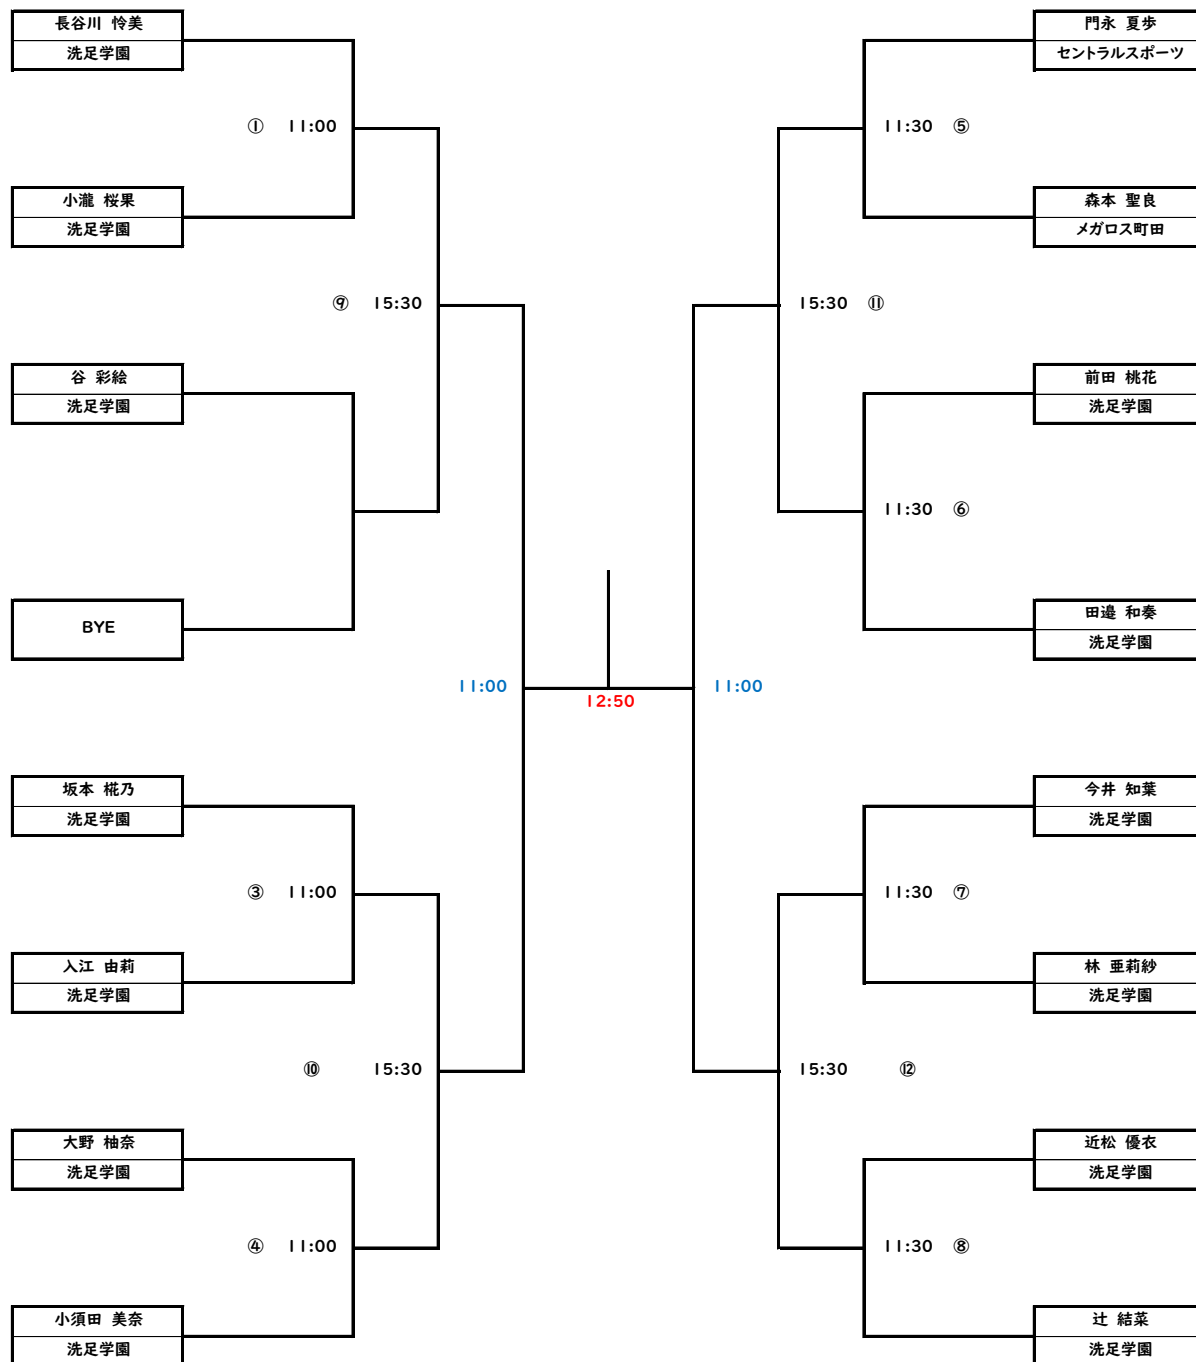 長谷川 怜美
洗足学園
① 11:00
小瀧 桜果
洗足学園
⑨ 15:30
谷 彩絵
洗足学園
BYE
11:00
坂本 椛乃
洗足学園
③ 11:00
入江 由莉
洗足学園
⑩ 15:30
大野 柚奈
洗足学園
④ 11:00
小須田 美奈
洗足学園
12:50
門永 夏歩
セントラルスポーツ
11:30 ⑤
森本 聖良
メガロス町田
15:30 ⑪
前田 桃花
洗足学園
11:30 ⑥
田邉 和奏
洗足学園
11:00
今井 知葉
洗足学園
11:30 ⑦
林 亜莉紗
洗足学園
15:30 ⑫
近松 優衣
洗足学園
11:30 ⑧
辻 結菜
洗足学園